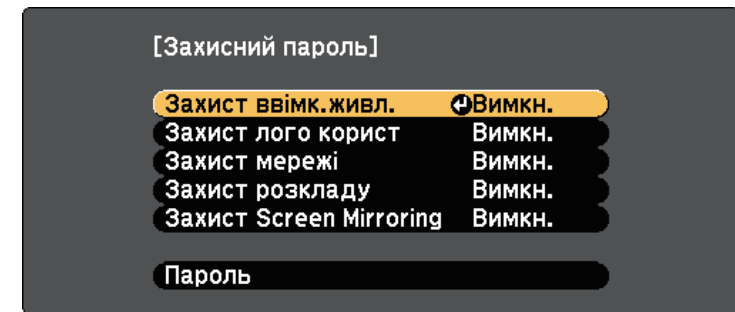 [Захисний пароль]
Захист ввімк.живл. Вимкн.
Захист лого корист Вимкн.
Захист мережі Вимкн.
Захист розкладу Вимкн.
Захист Screen Mirroring Вимкн.
Пароль